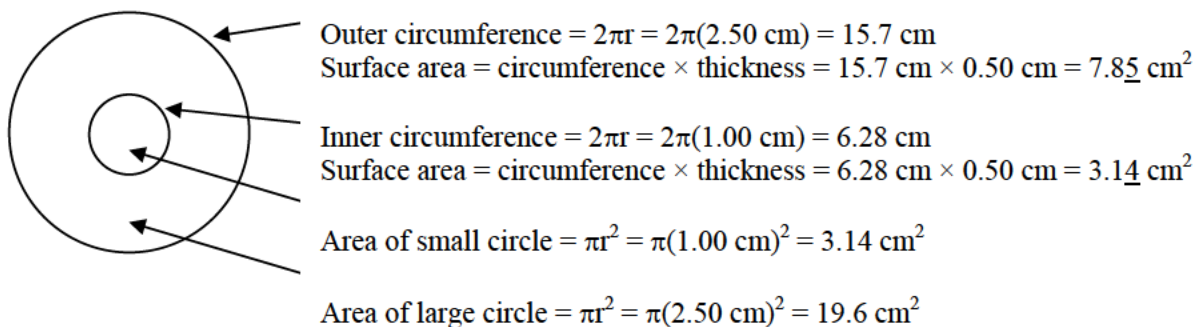 Outer circumference = 2πr = 2π(2.50 cm) = 15.7 cm
Surface area = circumference × thickness = 15.7 cm × 0.50 cm = 7.85 cm²
Inner circumference = 2πr = 2π(1.00 cm) = 6.28 cm
Surface area = circumference × thickness = 6.28 cm × 0.50 cm = 3.14 cm²
Area of small circle = πr² = π(1.00 cm)² = 3.14 cm²
Area of large circle = πr² = π(2.50 cm)² = 19.6 cm²